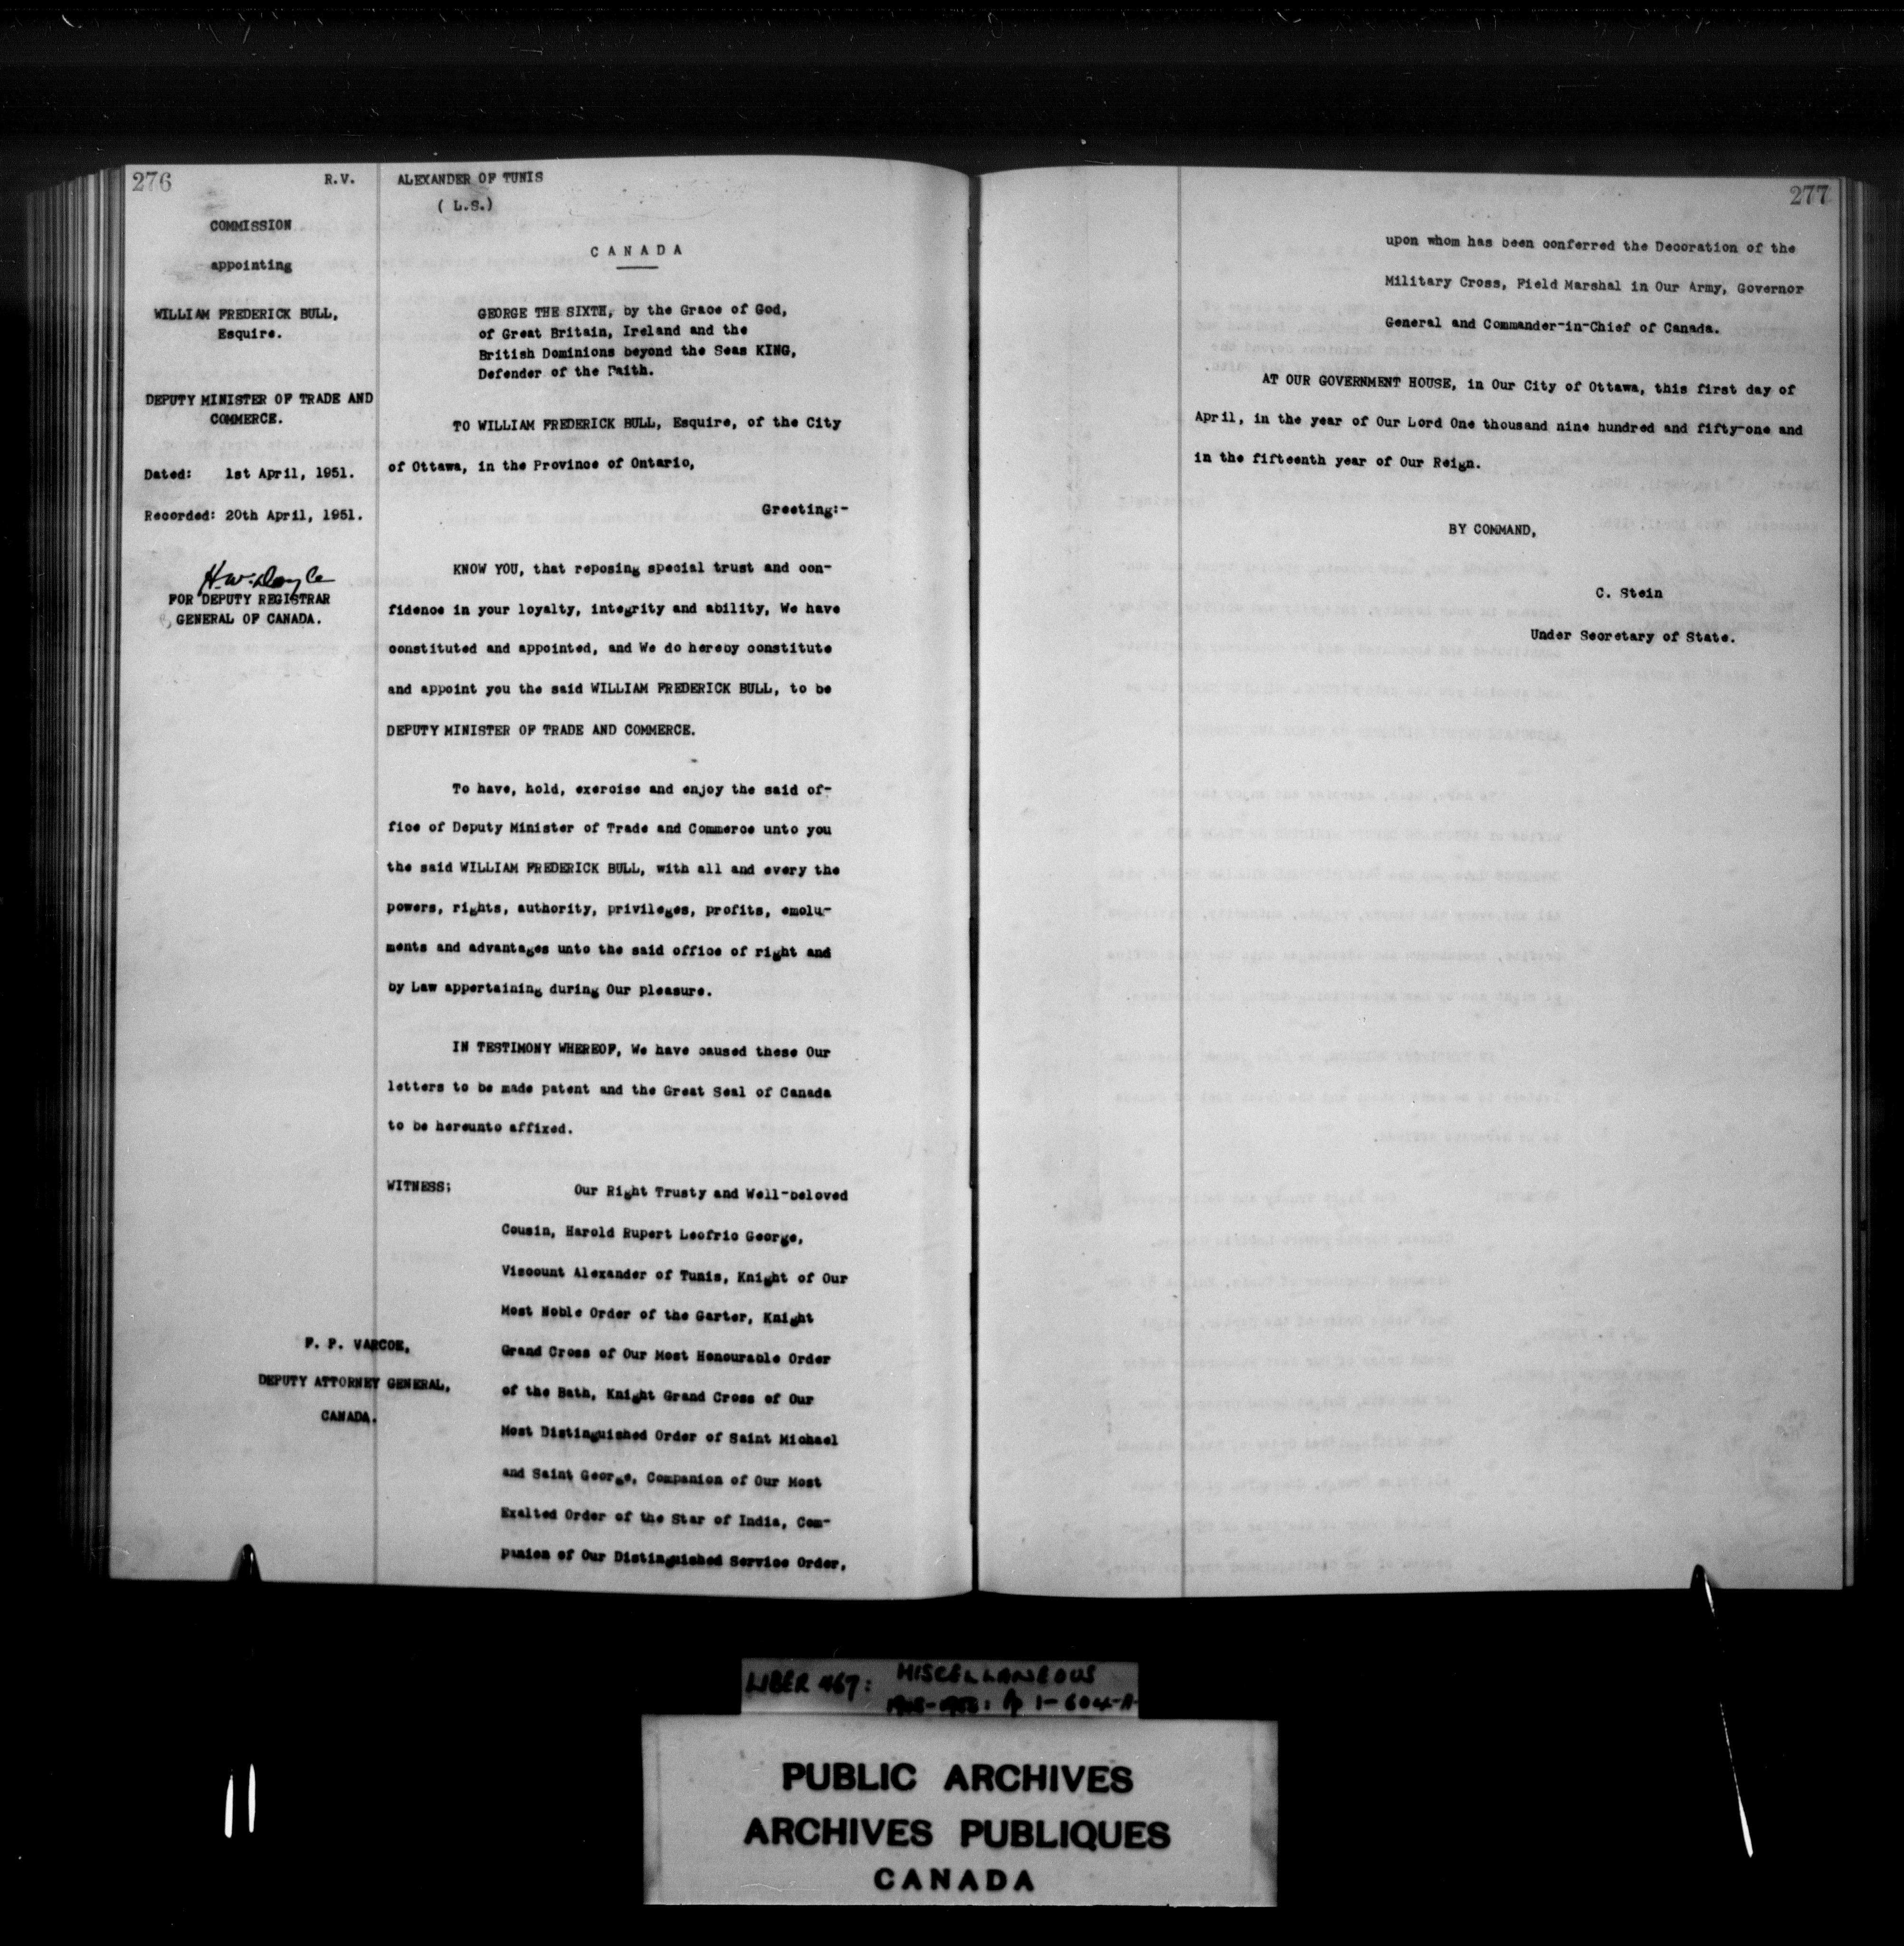 276
R.V.
COMMISSION
appointing
WILLIAM FREDERICK BULL,
Esquire.
DEPUTY MINISTER OF TRADE AND
COMMERCE.
Dated: 1st April, 1951.
Recorded: 20th April, 1951.
H.W. Doyle
FOR DEPUTY REGISTRAR
GENERAL OF CANADA.
ALEXANDER OF TUNIS
( L.S.)
CANADA
GEORGE THE SIXTH, by the Grace of God,
of Great Britain, Ireland and the
British Dominions beyond the Seas KING,
Defender of the Faith.
TO WILLIAM FREDERICK BULL, Esquire, of the City
of Ottawa, in the Province of Ontario,
Greeting:-
KNOW YOU, that reposing special trust and con-
fidence in your loyalty, integrity and ability, We have
constituted and appointed, and We do hereby constitute
and appoint you the said WILLIAM FREDERICK BULL, to be
DEPUTY MINISTER OF TRADE AND COMMERCE.
To have, hold, exercise and enjoy the said of-
fice of Deputy Minister of Trade and Commerce unto you
the said WILLIAM FREDERICK BULL, with all and every the
powers, rights, authority, privileges, profits, emolu-
ments and advantages unto the said office of right and
by Law appertaining during Our pleasure.
IN TESTIMONY WHEREOF, We have caused these Our
letters to be made patent and the Great Seal of Canada
to be hereunto affixed.
WITNESS: Our Right Trusty and Well-beloved
Cousin, Harold Rupert Leofric George,
Viscount Alexander of Tunis, Knight of Our
Most Noble Order of the Garter, Knight
Grand Cross of Our Most Honourable Order
of the Bath, Knight Grand Cross of Our
Most Distinguished Order of Saint Michael
and Saint George, Companion of Our Most
Exalted Order of the Star of India, Com-
panion of Our Distinguished Service Order,
F. P. VARCOE,
DEPUTY ATTORNEY GENERAL,
CANADA.
277
upon whom has been conferred the Decoration of the
Military Cross, Field Marshal in Our Army, Governor
General and Commander-in-Chief of Canada.
AT OUR GOVERNMENT HOUSE, in Our City of Ottawa, this first day of
April, in the year of Our Lord One thousand nine hundred and fifty-one and
in the fifteenth year of Our Reign.
BY COMMAND,
C. Stein
Under Secretary of State.
LIBER 467: MISCELLANEOUS
pp 1-604-A
PUBLIC ARCHIVES
ARCHIVES PUBLIQUES
CANADA